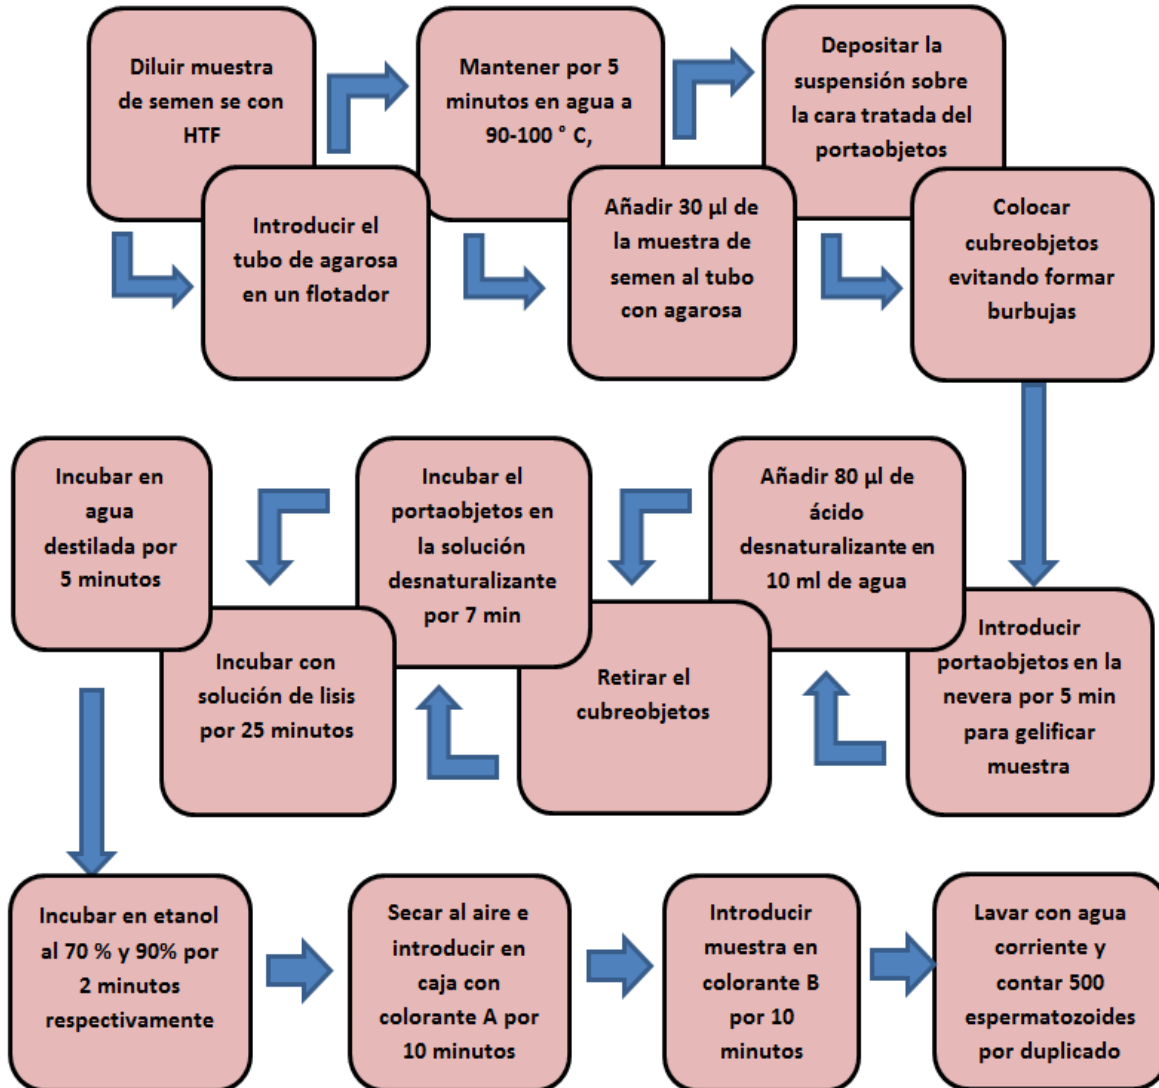 Diluir muestra
de semen se con
HTF
Introducir el
tubo de agarosa
en un flotador
Mantener por 5
minutos en agua a
90-100 ° C,
Añadir 30 µl de
la muestra de
semen al tubo
con agarosa
Depositar la
suspensión sobre
la cara tratada del
portaobjetos
Colocar
cubreobjetos
evitando formar
burbujas
Introducir
portaobjetos en la
nevera por 5 min
para gelificar
muestra
Añadir 80 µl de
ácido
desnaturalizante en
10 ml de agua
Retirar el
cubreobjetos
Incubar el
portaobjetos en
la solución
desnaturalizante
por 7 min
Incubar con
solución de lisis
por 25 minutos
Incubar en
agua
destilada por
5 minutos
Incubar en etanol
al 70 % y 90% por
2 minutos
respectivamente
Secar al aire e
introducir en
caja con
colorante A por
10 minutos
Introducir
muestra en
colorante B
por 10
minutos
Lavar con agua
corriente y
contar 500
espermatozoides
por duplicado